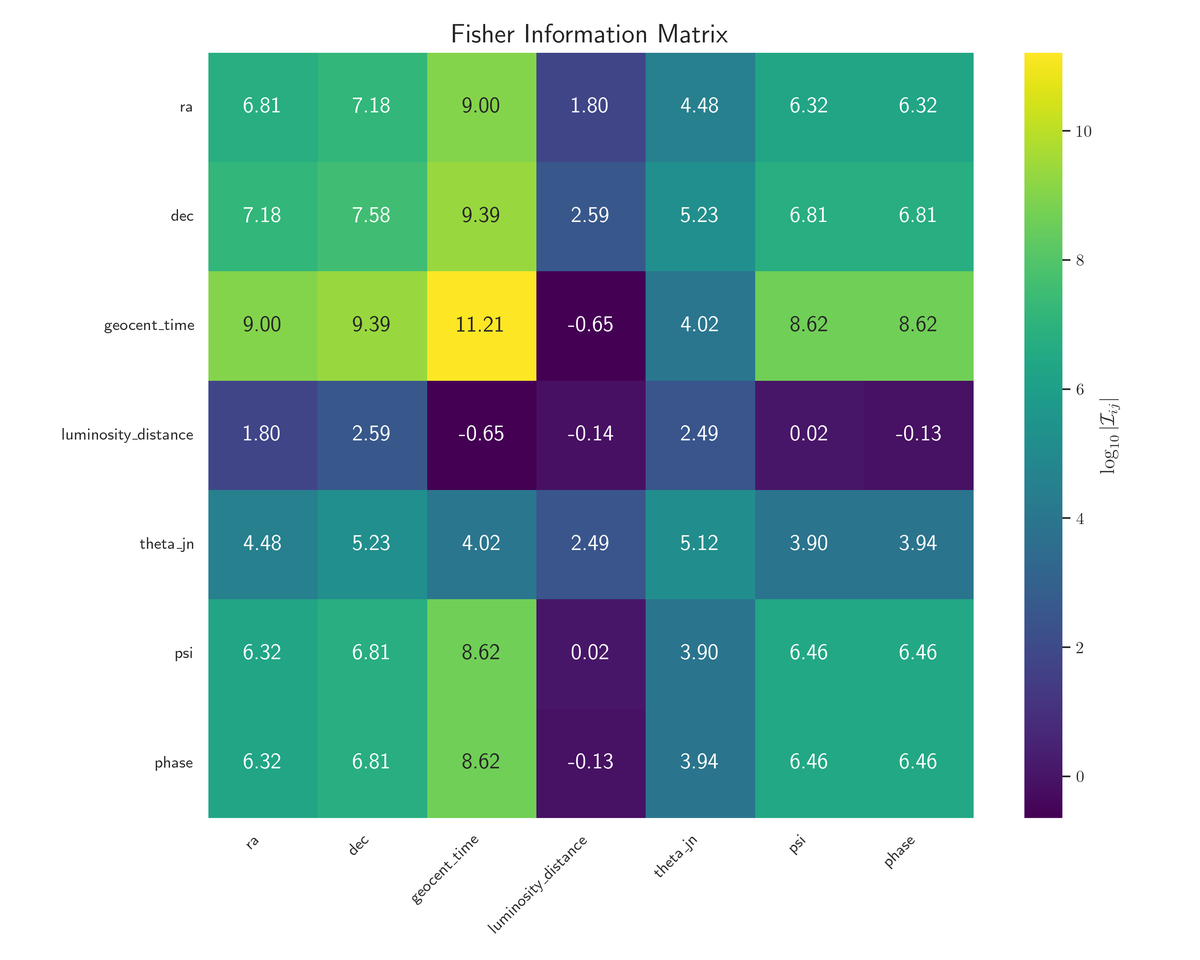 Fisher Information Matrix
ra 6.81 7.18 9.00 1.80 4.48 6.32 6.32
dec 7.18 7.58 9.39 2.59 5.23 6.81 6.81
geocent_time 9.00 9.39 11.21 -0.65 4.02 8.62 8.62
luminosity_distance 1.80 2.59 -0.65 -0.14 2.49 0.02 -0.13
theta_jn 4.48 5.23 4.02 2.49 5.12 3.90 3.94
psi 6.32 6.81 8.62 0.02 3.90 6.46 6.46
phase 6.32 6.81 8.62 -0.13 3.94 6.46 6.46
ra dec geocent_time luminosity_distance theta_jn psi phase
10
8
6
4
2
0
log₁₀ |ℐᵢⱼ|